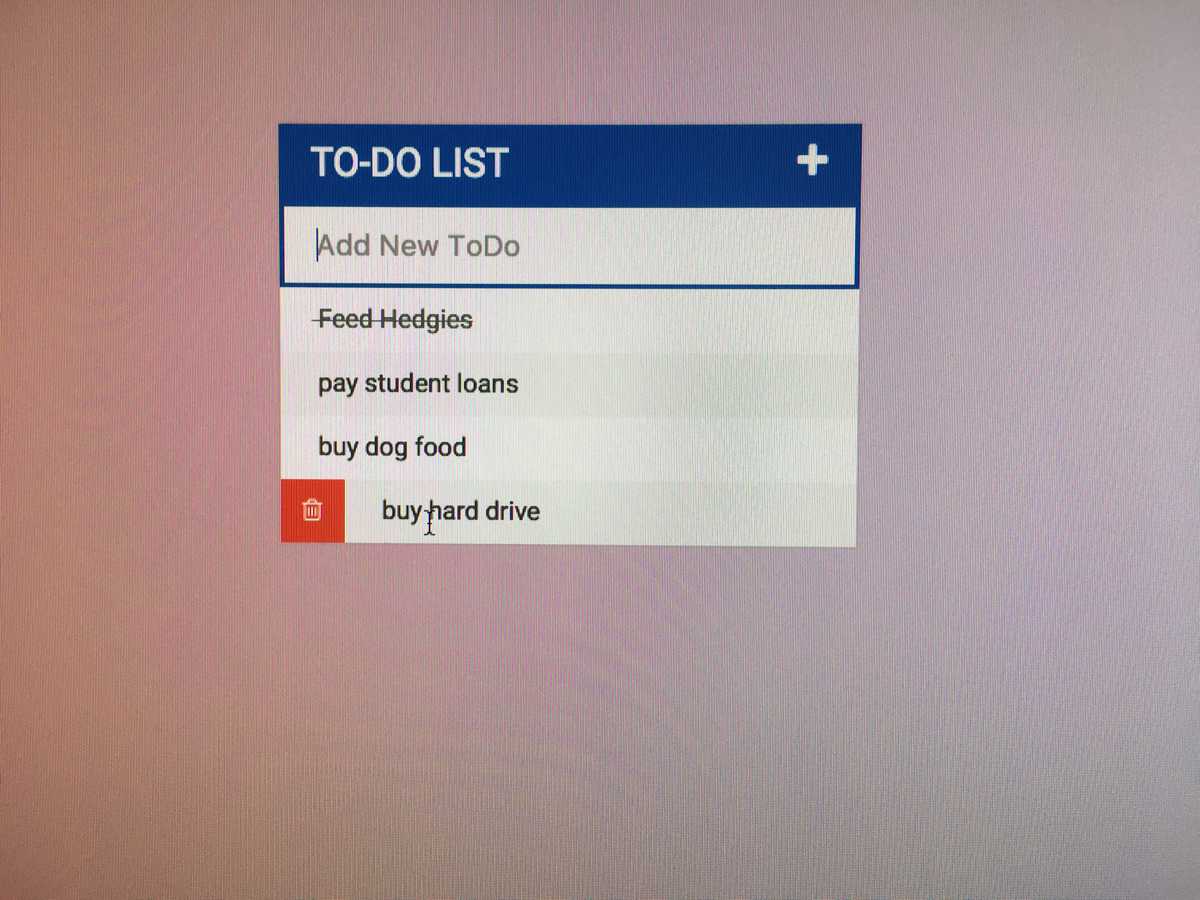 TO-DO LIST
Add New ToDo
Feed Hedgies
pay student loans
buy dog food
buy hard drive